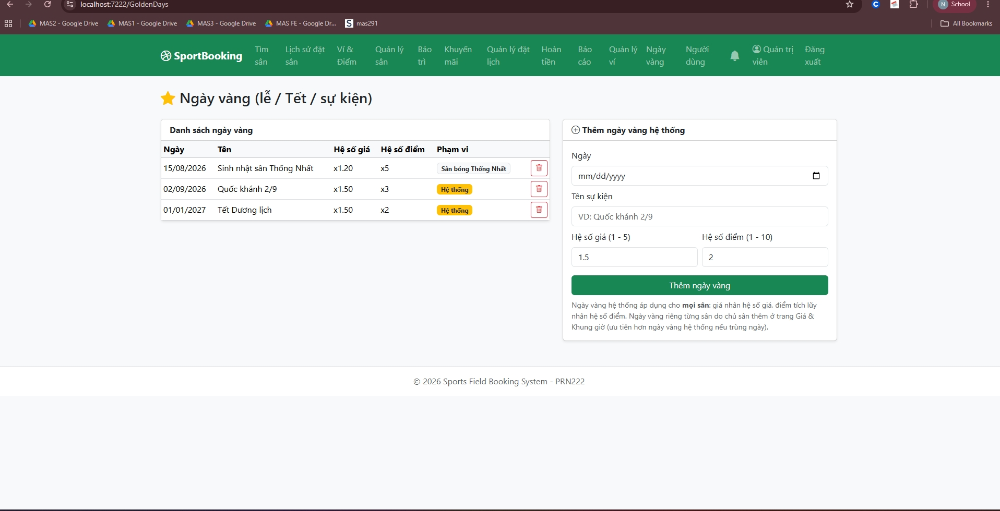 localhost:7222/GoldenDays
N School
MAS2 - Google Drive MAS1 - Google Drive MAS3 - Google Drive MAS FE - Google Dr... S mas291 All Bookmarks
SportBooking
Tìm sân
Lịch sử đặt sân
Ví & Điểm
Quản lý sân
Bảo trì
Khuyến mãi
Quản lý đặt lịch
Hoàn tiền
Báo cáo
Quản lý ví
Ngày vàng
Người dùng
Quản trị viên
Đăng xuất
Ngày vàng (lễ / Tết / sự kiện)
Danh sách ngày vàng
Ngày Tên Hệ số giá Hệ số điểm Phạm vi
15/08/2026 Sinh nhật sân Thống Nhất x1.20 x5 Sân bóng Thống Nhất
02/09/2026 Quốc khánh 2/9 x1.50 x3 Hệ thống
01/01/2027 Tết Dương lịch x1.50 x2 Hệ thống
Thêm ngày vàng hệ thống
Ngày
mm/dd/yyyy
Tên sự kiện
VD: Quốc khánh 2/9
Hệ số giá (1 - 5) Hệ số điểm (1 - 10)
1.5 2
Thêm ngày vàng
Ngày vàng hệ thống áp dụng cho mọi sân: giá nhân hệ số giá, điểm tích lũy
nhân hệ số điểm. Ngày vàng riêng từng sân do chủ sân thêm ở trang Giá &
Khung giờ (ưu tiên hơn ngày vàng hệ thống nếu trùng ngày).
© 2026 Sports Field Booking System - PRN222